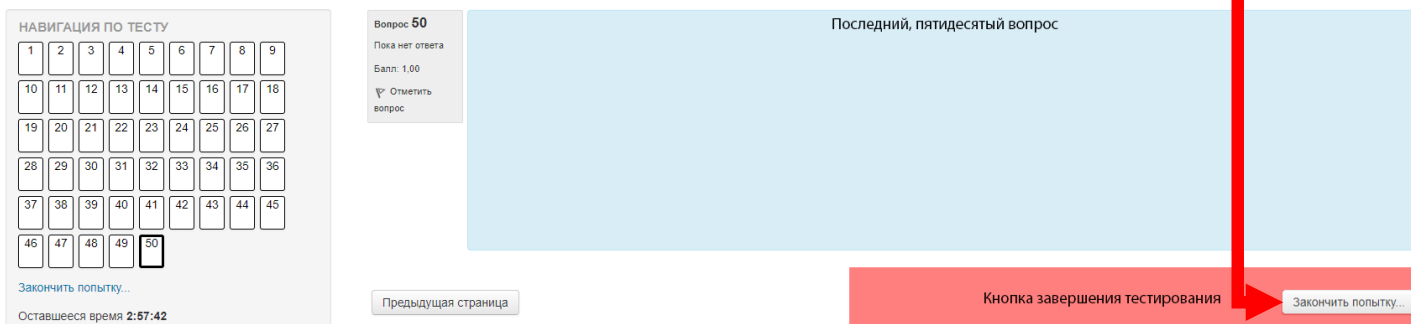 НАВИГАЦИЯ ПО ТЕСТУ
1 2 3 4 5 6 7 8 9
10 11 12 13 14 15 16 17 18
19 20 21 22 23 24 25 26 27
28 29 30 31 32 33 34 35 36
37 38 39 40 41 42 43 44 45
46 47 48 49 50
Закончить попытку...
Оставшееся время 2:57:42
Вопрос 50
Пока нет ответа
Балл: 1,00
Отметить
вопрос
Последний, пятидесятый вопрос
Предыдущая страница
Кнопка завершения тестирования
Закончить попытку...